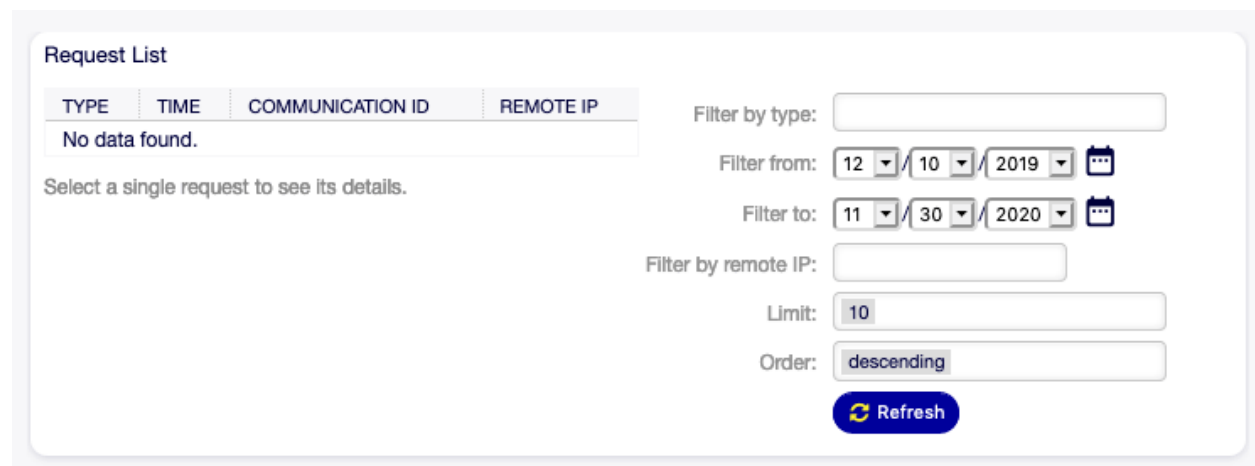 Request List
TYPE TIME COMMUNICATION ID REMOTE IP
No data found.
Select a single request to see its details.
Filter by type:
Filter from: 12 / 10 / 2019
Filter to: 11 / 30 / 2020
Filter by remote IP:
Limit: 10
Order: descending
Refresh